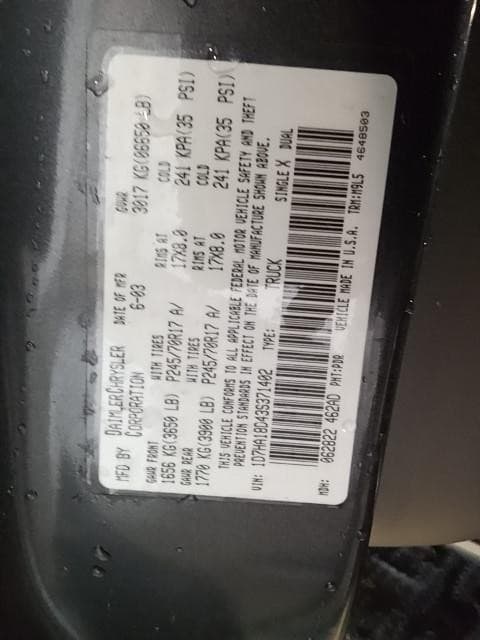 MFD BY DAIMLERCHRYSLER CORPORATION DATE OF MFR 6-03 GVWR 3017 KG(06650 LB)
GAWR FRONT WITH TIRES RIMS AT COLD
1656 KG(3650 LB) P245/70R17 A/ 17X8.0 241 KPA(35 PSI)
GAWR REAR WITH TIRES RIMS AT COLD
1770 KG(3900 LB) P245/70R17 A/ 17X8.0 241 KPA(35 PSI)
THIS VEHICLE CONFORMS TO ALL APPLICABLE FEDERAL MOTOR VEHICLE SAFETY AND THEFT
PREVENTION STANDARDS IN EFFECT ON THE DATE OF MANUFACTURE SHOWN ABOVE.
VIN: 1D7HA18D43S371402 TYPE: TRUCK SINGLE X DUAL
MDH: 062822 462AD PNT:PDR VEHICLE MADE IN U.S.A. TRM:M9L5 4648503